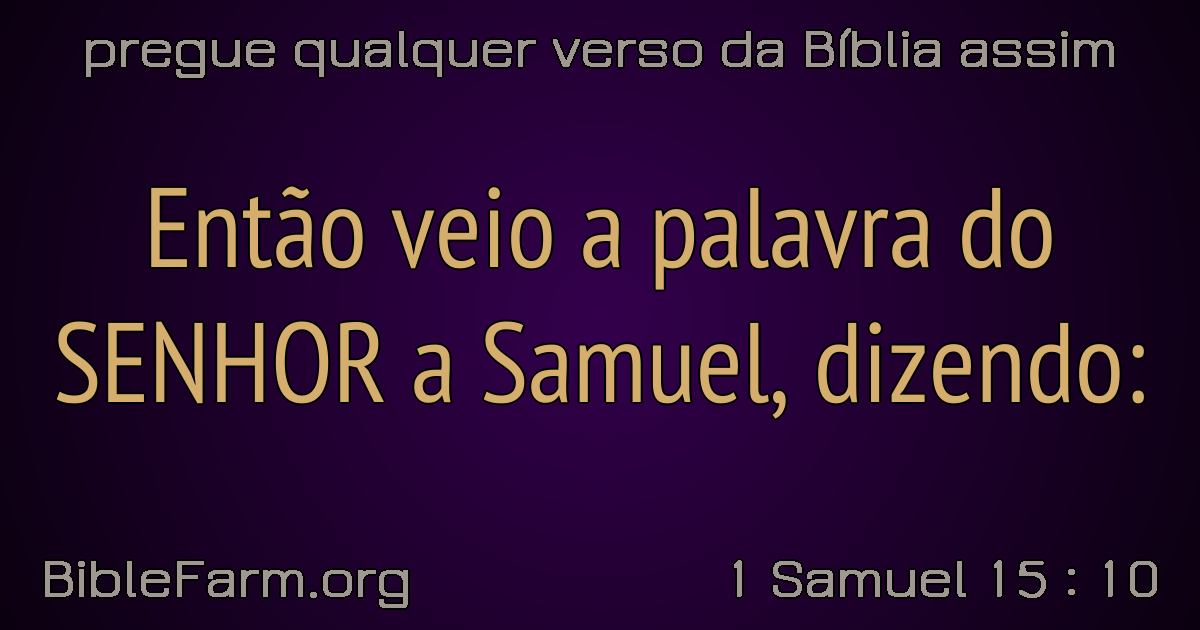 pregue qualquer verso da Bíblia assim
Então veio a palavra do
SENHOR a Samuel, dizendo:
BibleFarm.org
1 Samuel 15 : 10